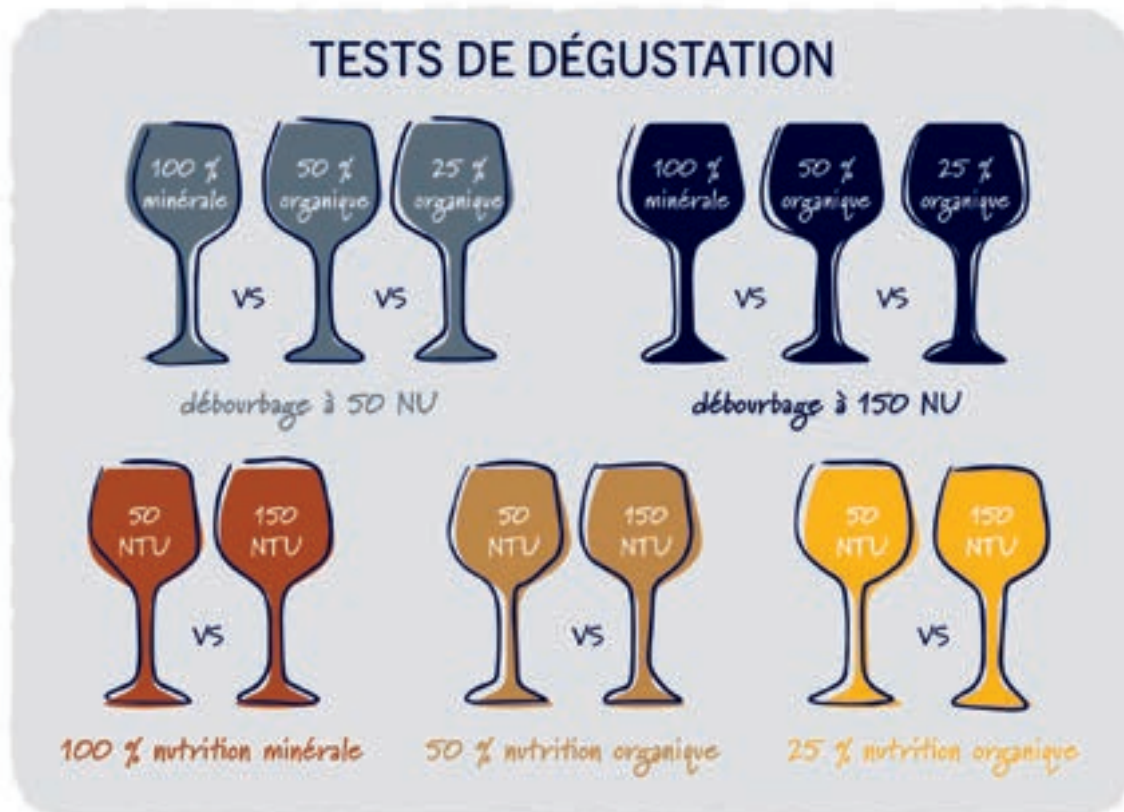 TESTS DE DÉGUSTATION
100 %
minérale
vs
50 %
organique
vs
25 %
organique
débourbage à 50 NU
100 %
minérale
vs
50 %
organique
vs
25 %
organique
débourbage à 150 NU
50
NTU
vs
150
NTU
100 % nutrition minérale
50
NTU
vs
150
NTU
50 % nutrition organique
50
NTU
vs
150
NTU
25 % nutrition organique